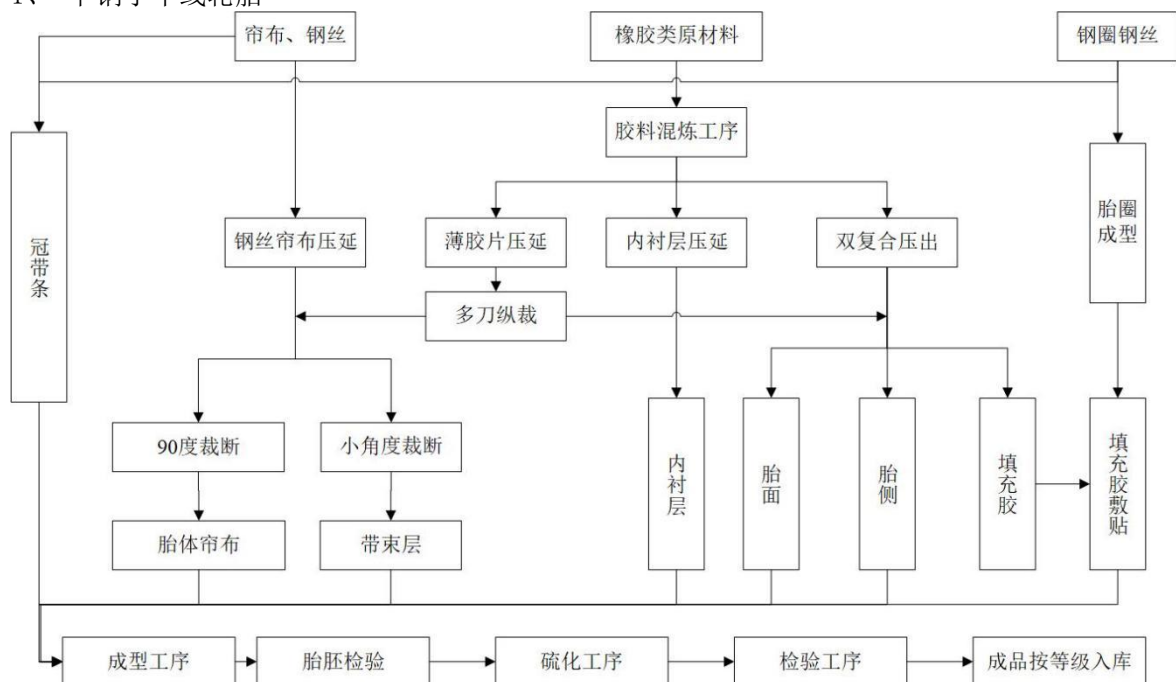 帘布、钢丝
橡胶类原材料
钢圈钢丝
胶料混炼工序
冠带条
钢丝帘布压延
薄胶片压延
内衬层压延
双复合压出
胎圈
成型
多刀纵裁
90度裁断
小角度裁断
内衬层
胎面
胎侧
填充胶
填充胶敷贴
胎体帘布
带束层
成型工序
胎胚检验
硫化工序
检验工序
成品按等级入库